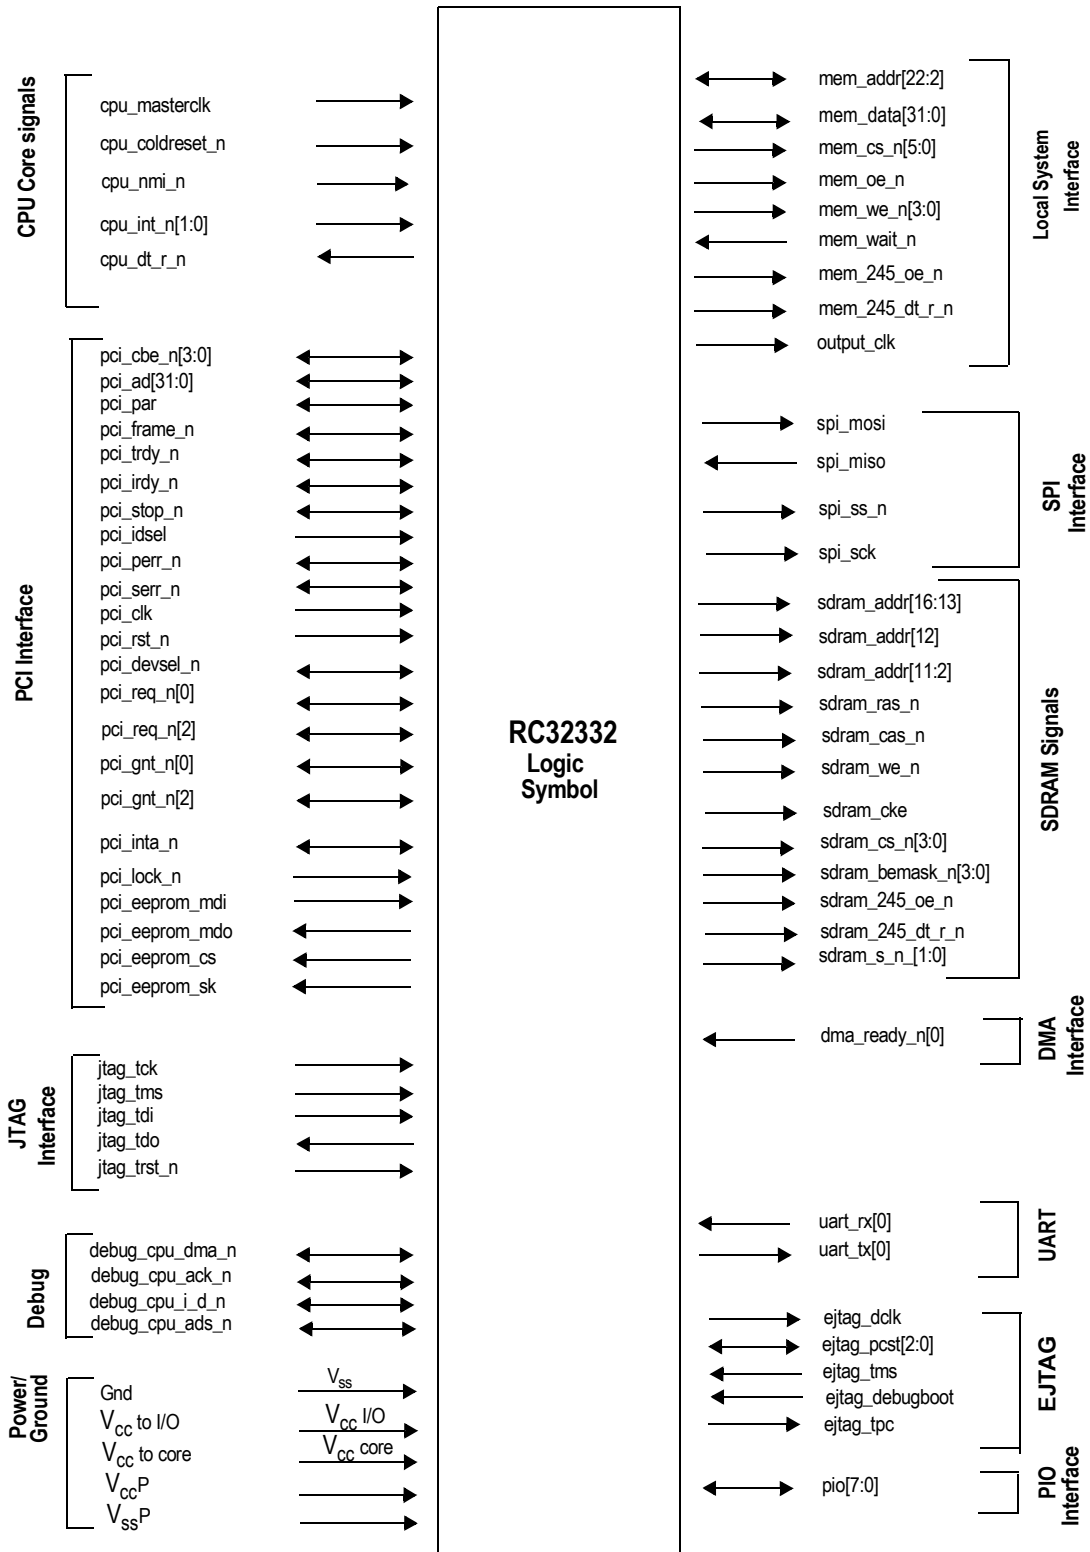 CPU Core signals
cpu_masterclk
cpu_coldreset_n
cpu_nmi_n
cpu_int_n[1:0]
cpu_dt_r_n
PCI Interface
pci_cbe_n[3:0]
pci_ad[31:0]
pci_par
pci_frame_n
pci_trdy_n
pci_irdy_n
pci_stop_n
pci_idsel
pci_perr_n
pci_serr_n
pci_clk
pci_rst_n
pci_devsel_n
pci_req_n[0]
pci_req_n[2]
pci_gnt_n[0]
pci_gnt_n[2]
pci_inta_n
pci_lock_n
pci_eeprom_mdi
pci_eeprom_mdo
pci_eeprom_cs
pci_eeprom_sk
JTAG
Interface
jtag_tck
jtag_tms
jtag_tdi
jtag_tdo
jtag_trst_n
Debug
debug_cpu_dma_n
debug_cpu_ack_n
debug_cpu_i_d_n
debug_cpu_ads_n
Power/
Ground
Gnd Vss
Vcc to I/O Vcc I/O
Vcc to core Vcc core
VccP
VssP
RC32332
Logic
Symbol
mem_addr[22:2]
mem_data[31:0]
mem_cs_n[5:0]
mem_oe_n
mem_we_n[3:0]
mem_wait_n
mem_245_oe_n
mem_245_dt_r_n
output_clk
Local System
Interface
spi_mosi
spi_miso
spi_ss_n
spi_sck
SPI
Interface
sdram_addr[16:13]
sdram_addr[12]
sdram_addr[11:2]
sdram_ras_n
sdram_cas_n
sdram_we_n
sdram_cke
sdram_cs_n[3:0]
sdram_bemask_n[3:0]
sdram_245_oe_n
sdram_245_dt_r_n
sdram_s_n_[1:0]
SDRAM Signals
dma_ready_n[0]
DMA
Interface
uart_rx[0]
uart_tx[0]
UART
ejtag_dclk
ejtag_pcst[2:0]
ejtag_tms
ejtag_debugboot
ejtag_tpc
EJTAG
pio[7:0]
PIO
Interface